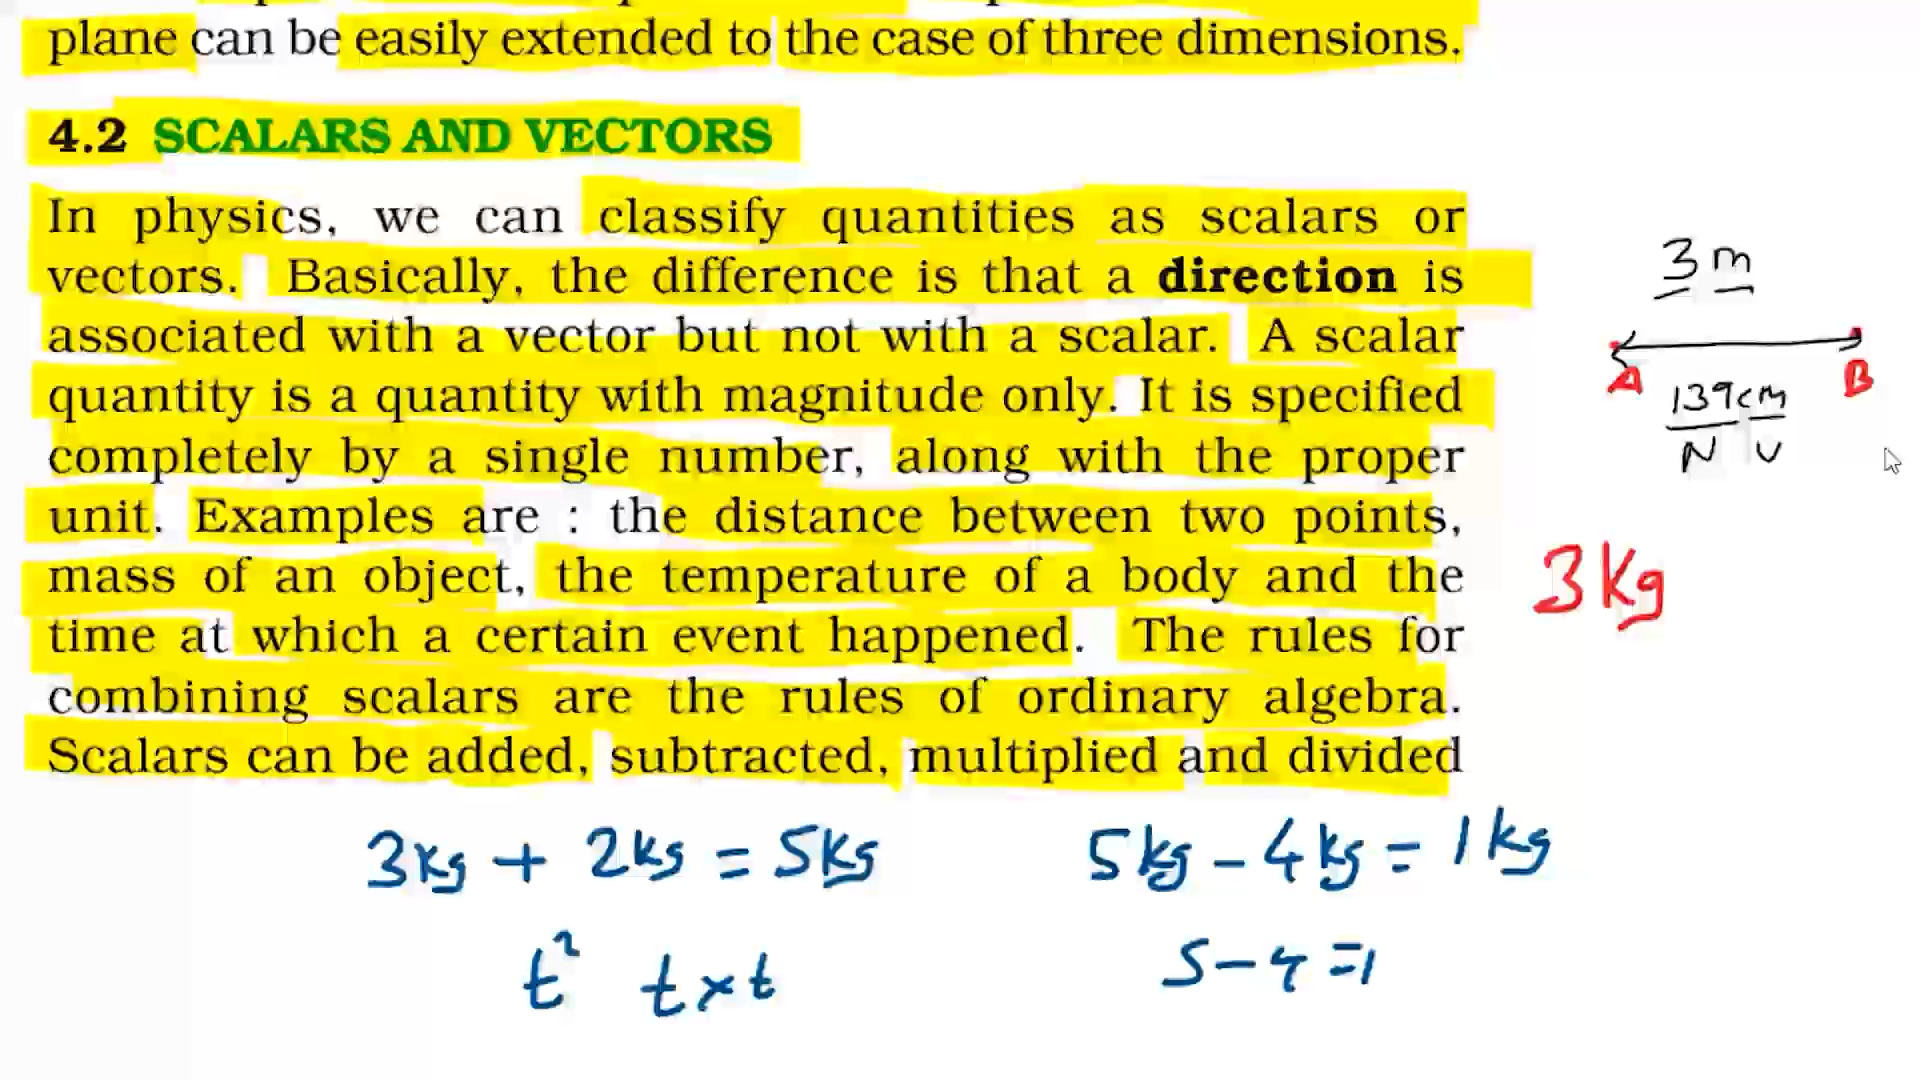 plane can be easily extended to the case of three dimensions.
4.2 SCALARS AND VECTORS
In physics, we can classify quantities as scalars or
vectors. Basically, the difference is that a direction is
associated with a vector but not with a scalar. A scalar
quantity is a quantity with magnitude only. It is specified
completely by a single number, along with the proper
unit. Examples are : the distance between two points,
mass of an object, the temperature of a body and the
time at which a certain event happened. The rules for
combining scalars are the rules of ordinary algebra.
Scalars can be added, subtracted, multiplied and divided
3 m
A B
139cm
N U
3 Kg
3kg + 2kg = 5kg
5kg - 4kg = 1kg
t² t×t
5-4=1